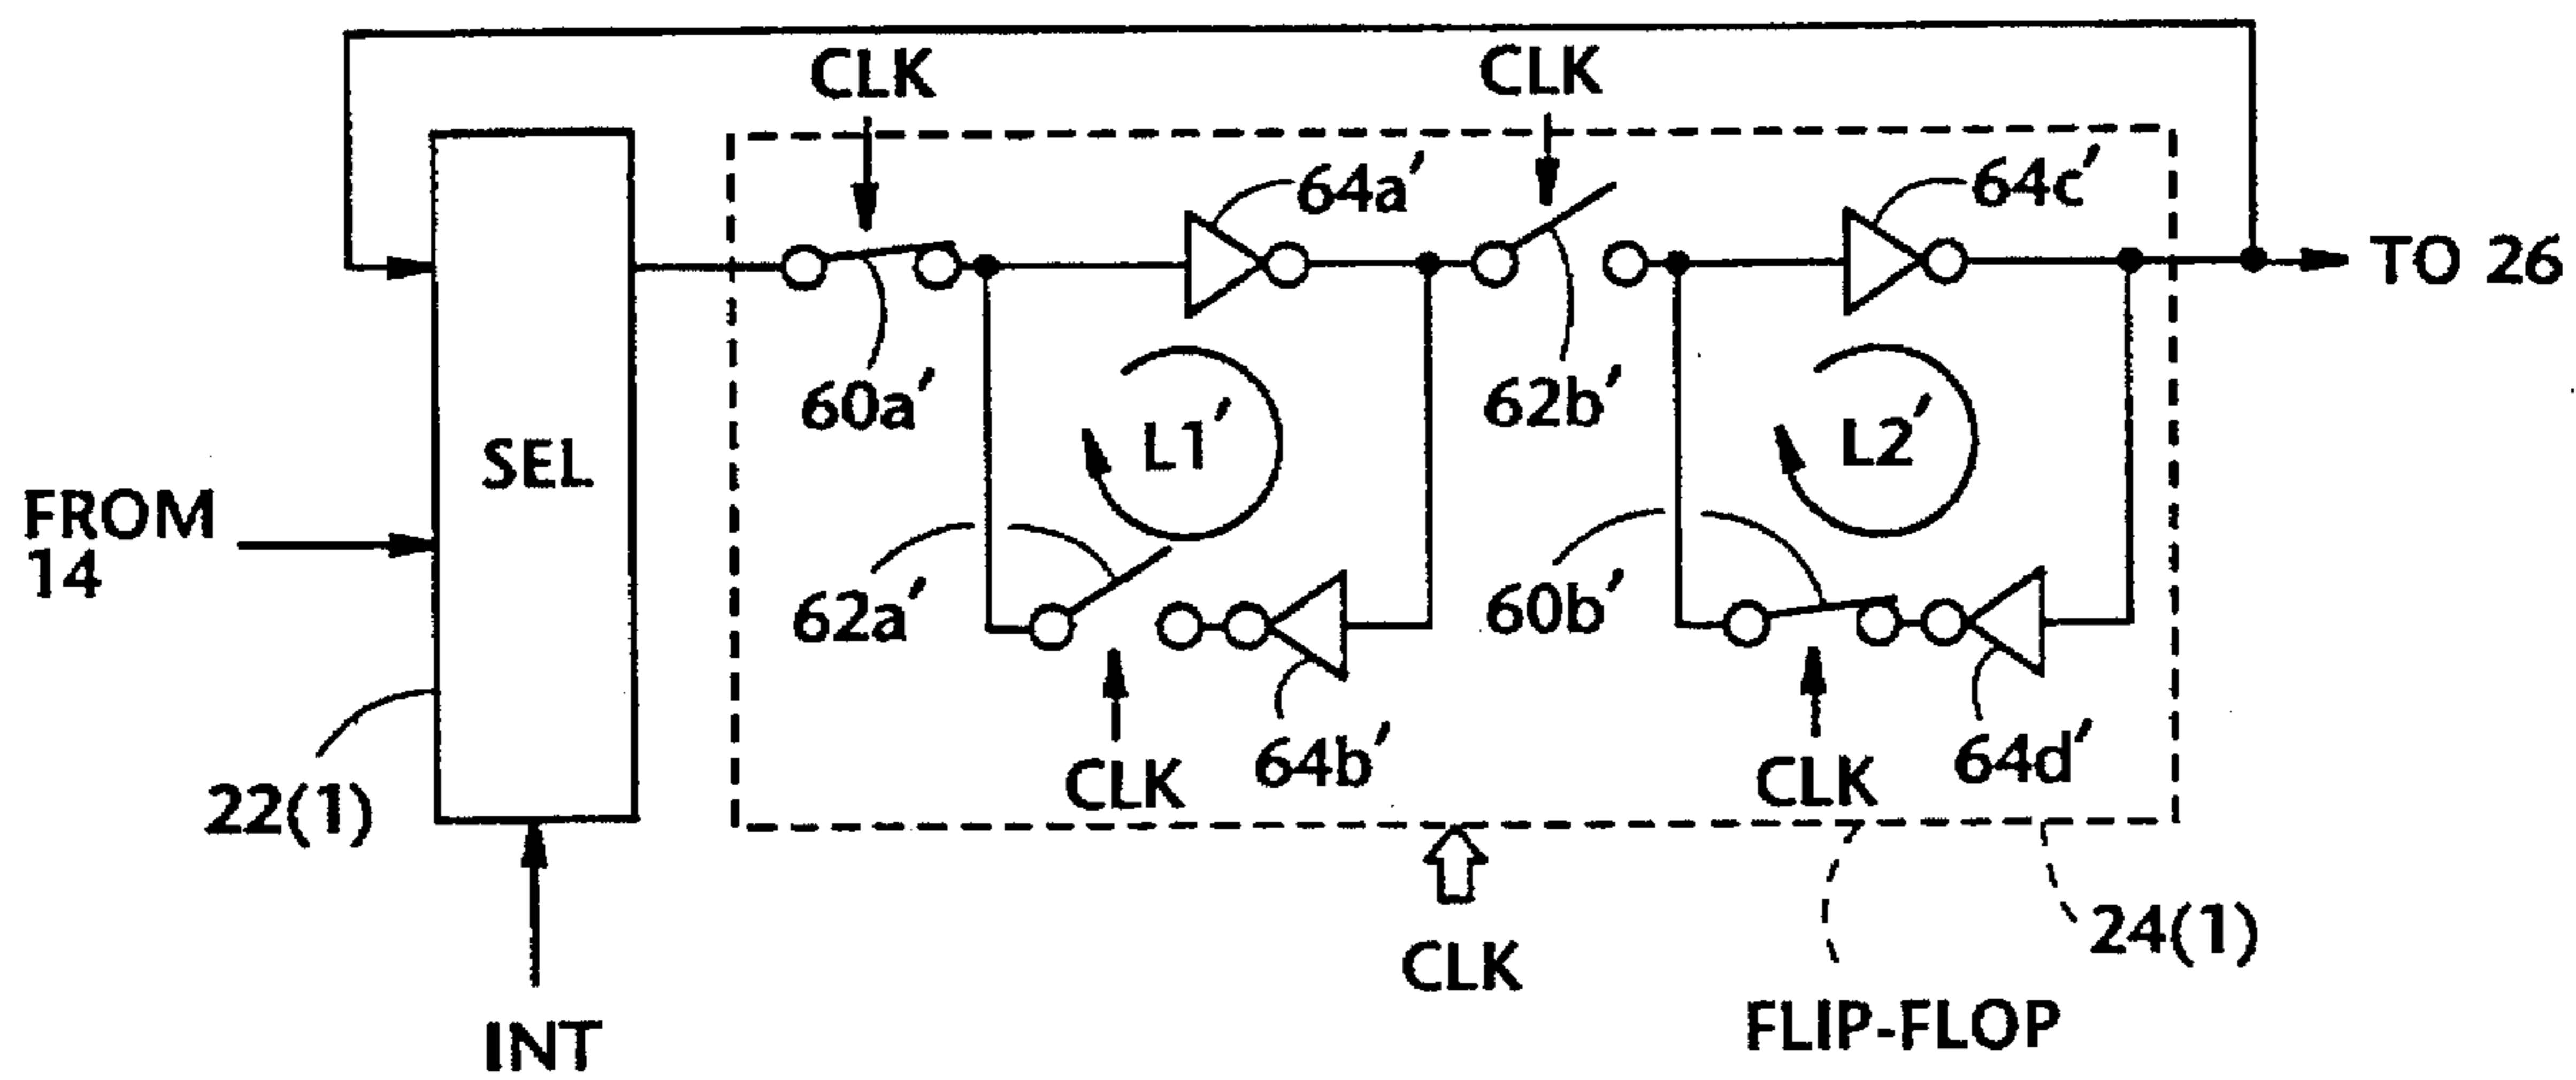 CLK
CLK
64a′
64c′
TO 26
60a′
62b′
L1′
L2′
SEL
FROM
14
62a′
60b′
64b′
64d′
CLK
CLK
22(1)
24(1)
CLK
FLIP-FLOP
INT